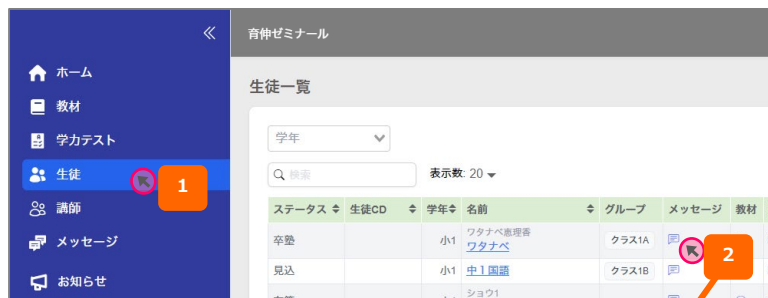 育伸ゼミナール
ホーム
教材
学力テスト
生徒
講師
メッセージ
お知らせ
1
生徒一覧
学年
検索
表示数: 20
ステータス 生徒CD 学年 名前 グループ メッセージ 教材
ワタナベ恵理香
卒塾 小1 ワタナベ クラス1A
2
見込 小1 中1国語 クラス1B
ショウ1